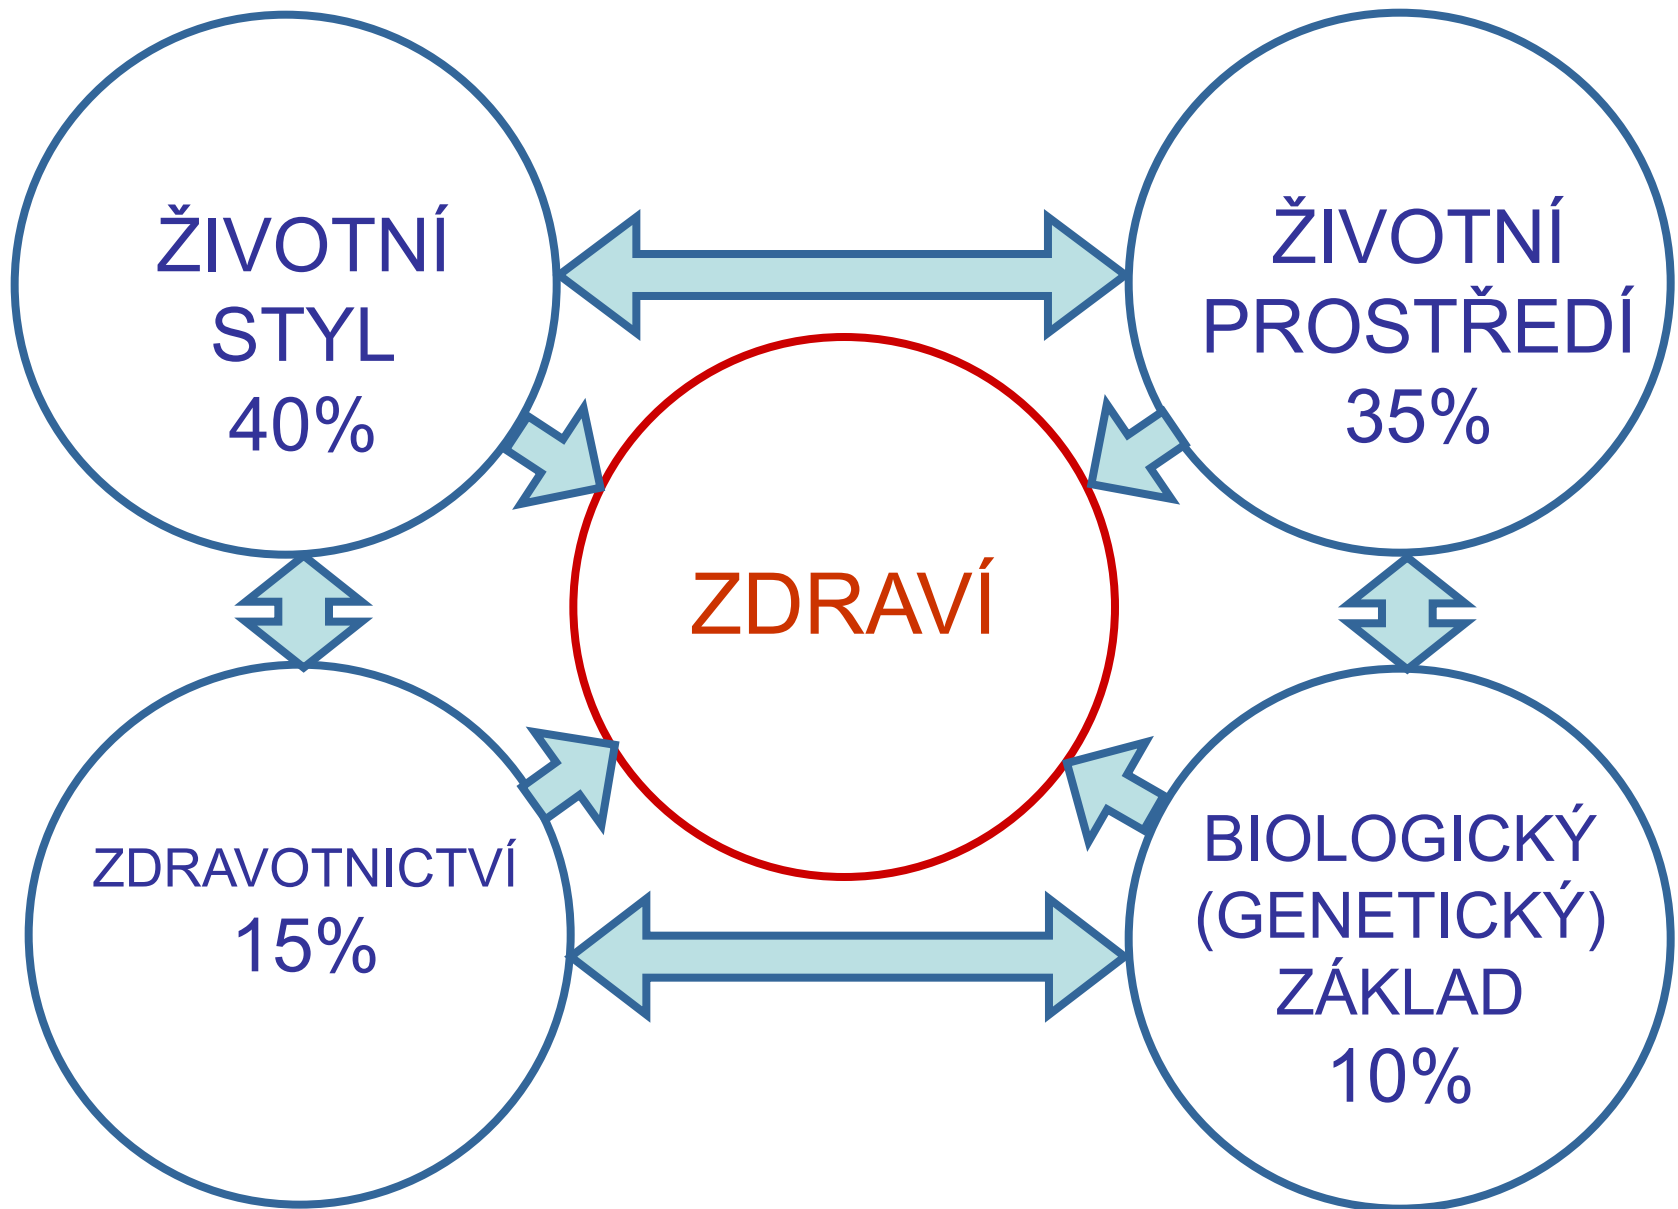 ŽIVOTNÍ
STYL
40%
ŽIVOTNÍ
PROSTŘEDÍ
35%
ZDRAVÍ
ZDRAVOTNICTVÍ
15%
BIOLOGICKÝ
(GENETICKÝ)
ZÁKLAD
10%